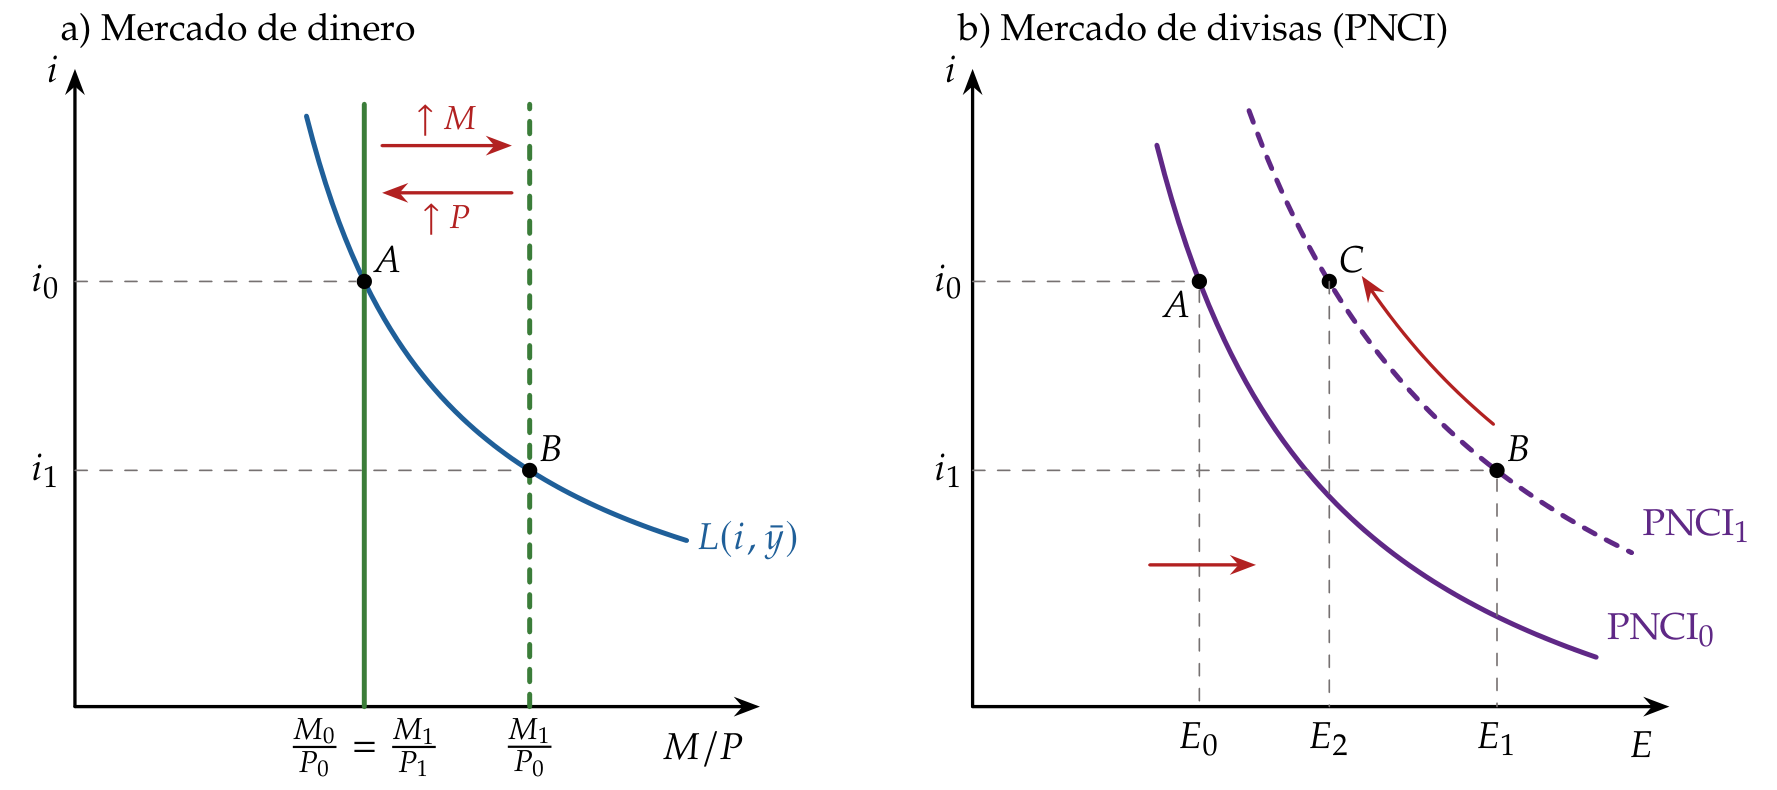 a) Mercado de dinero
i
↑ M
↑ P
A
i₀
B
i₁
L(i, ȳ)
M₀/P₀ = M₁/P₁
M₁/P₀
M/P
b) Mercado de divisas (PNCI)
i
i₀
A
C
i₁
B
PNCI₁
PNCI₀
E₀
E₂
E₁
E